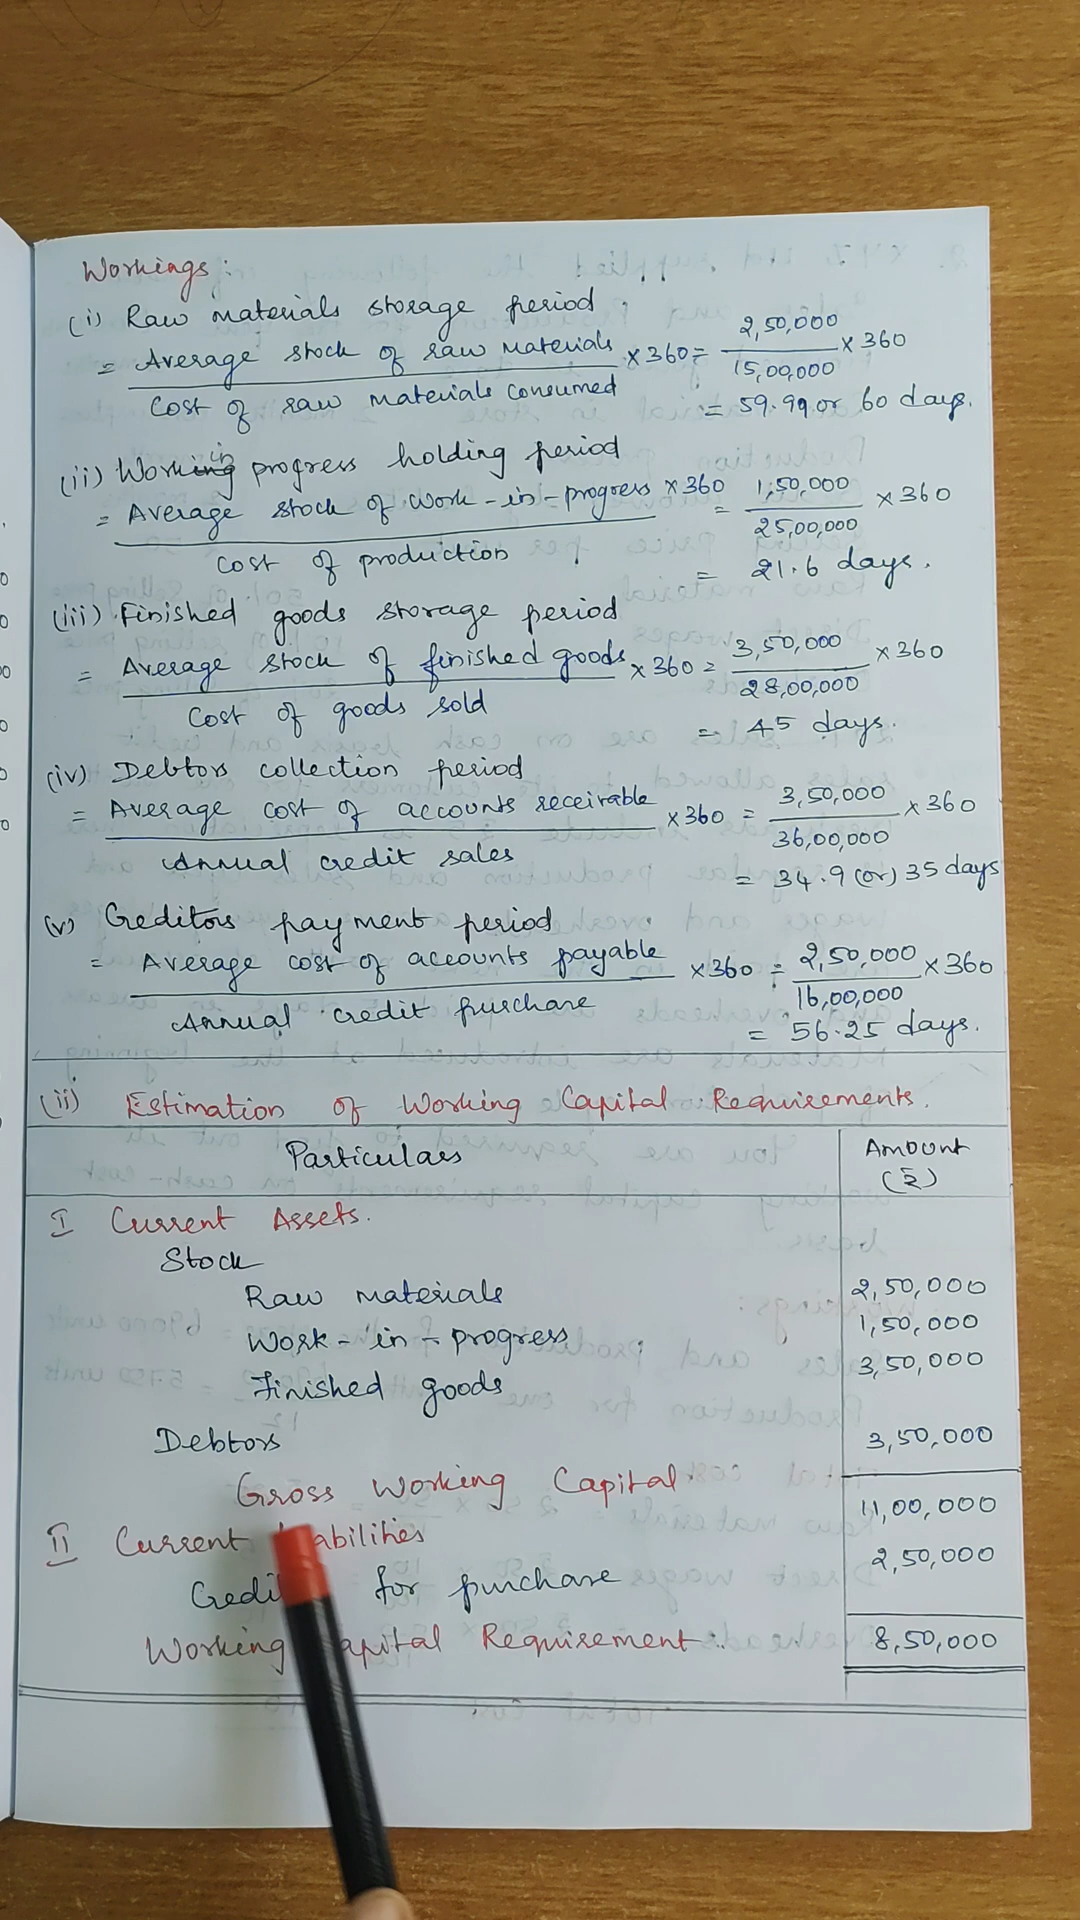 Workings:
(i) Raw materials storage period
= Average stock of raw materials / Cost of raw materials consumed × 360 = 2,50,000 / 15,00,000 × 360
= 59.99 or 60 days.
(ii) Work in progress holding period
= Average stock of work-in-progress / Cost of production × 360 = 1,50,000 / 25,00,000 × 360
= 21.6 days.
(iii) Finished goods storage period
= Average stock of finished goods / Cost of goods sold × 360 = 3,50,000 / 28,00,000 × 360
= 45 days.
(iv) Debtors collection period
= Average cost of accounts receivable / Annual credit sales × 360 = 3,50,000 / 36,00,000 × 360
= 34.9 (or) 35 days
(v) Creditors payment period
= Average cost of accounts payable / Annual credit purchase × 360 = 2,50,000 / 16,00,000 × 360
= 56.25 days.
(ii) Estimation of Working Capital Requirements.
Particulars Amount (₹)
I Current Assets.
Stock
Raw materials 2,50,000
Work-in-progress 1,50,000
Finished goods 3,50,000
Debtors 3,50,000
Gross Working Capital 11,00,000
II Current abilities
Credi for purchase 2,50,000
Working apital Requirement: 8,50,000